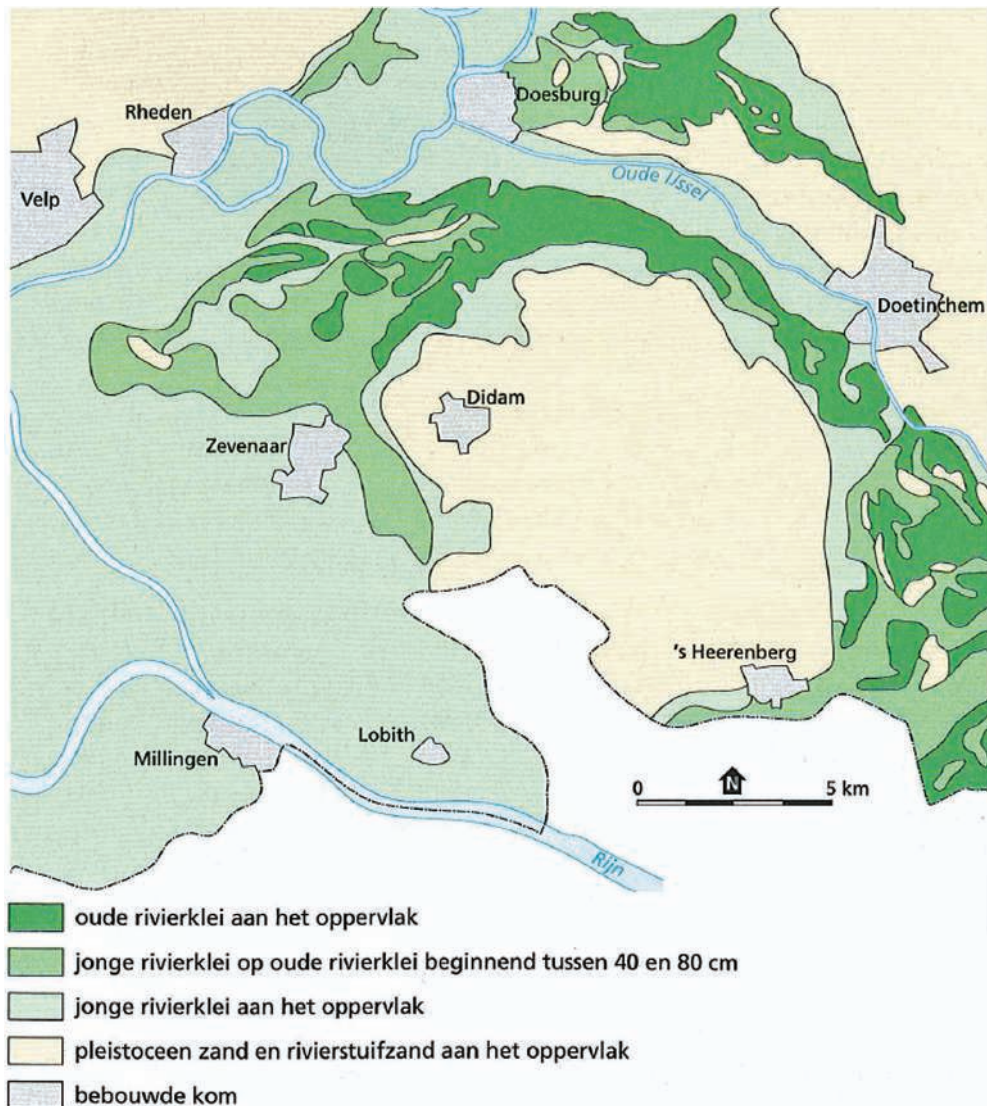 Doesburg
Rheden
Velp
Oude IJssel
Doetinchem
Didam
Zevenaar
's Heerenberg
Lobith
Millingen
N
0 5 km
Rijn
oude rivierklei aan het oppervlak
jonge rivierklei op oude rivierklei beginnend tussen 40 en 80 cm
jonge rivierklei aan het oppervlak
pleistoceen zand en rivierstuifzand aan het oppervlak
bebouwde kom